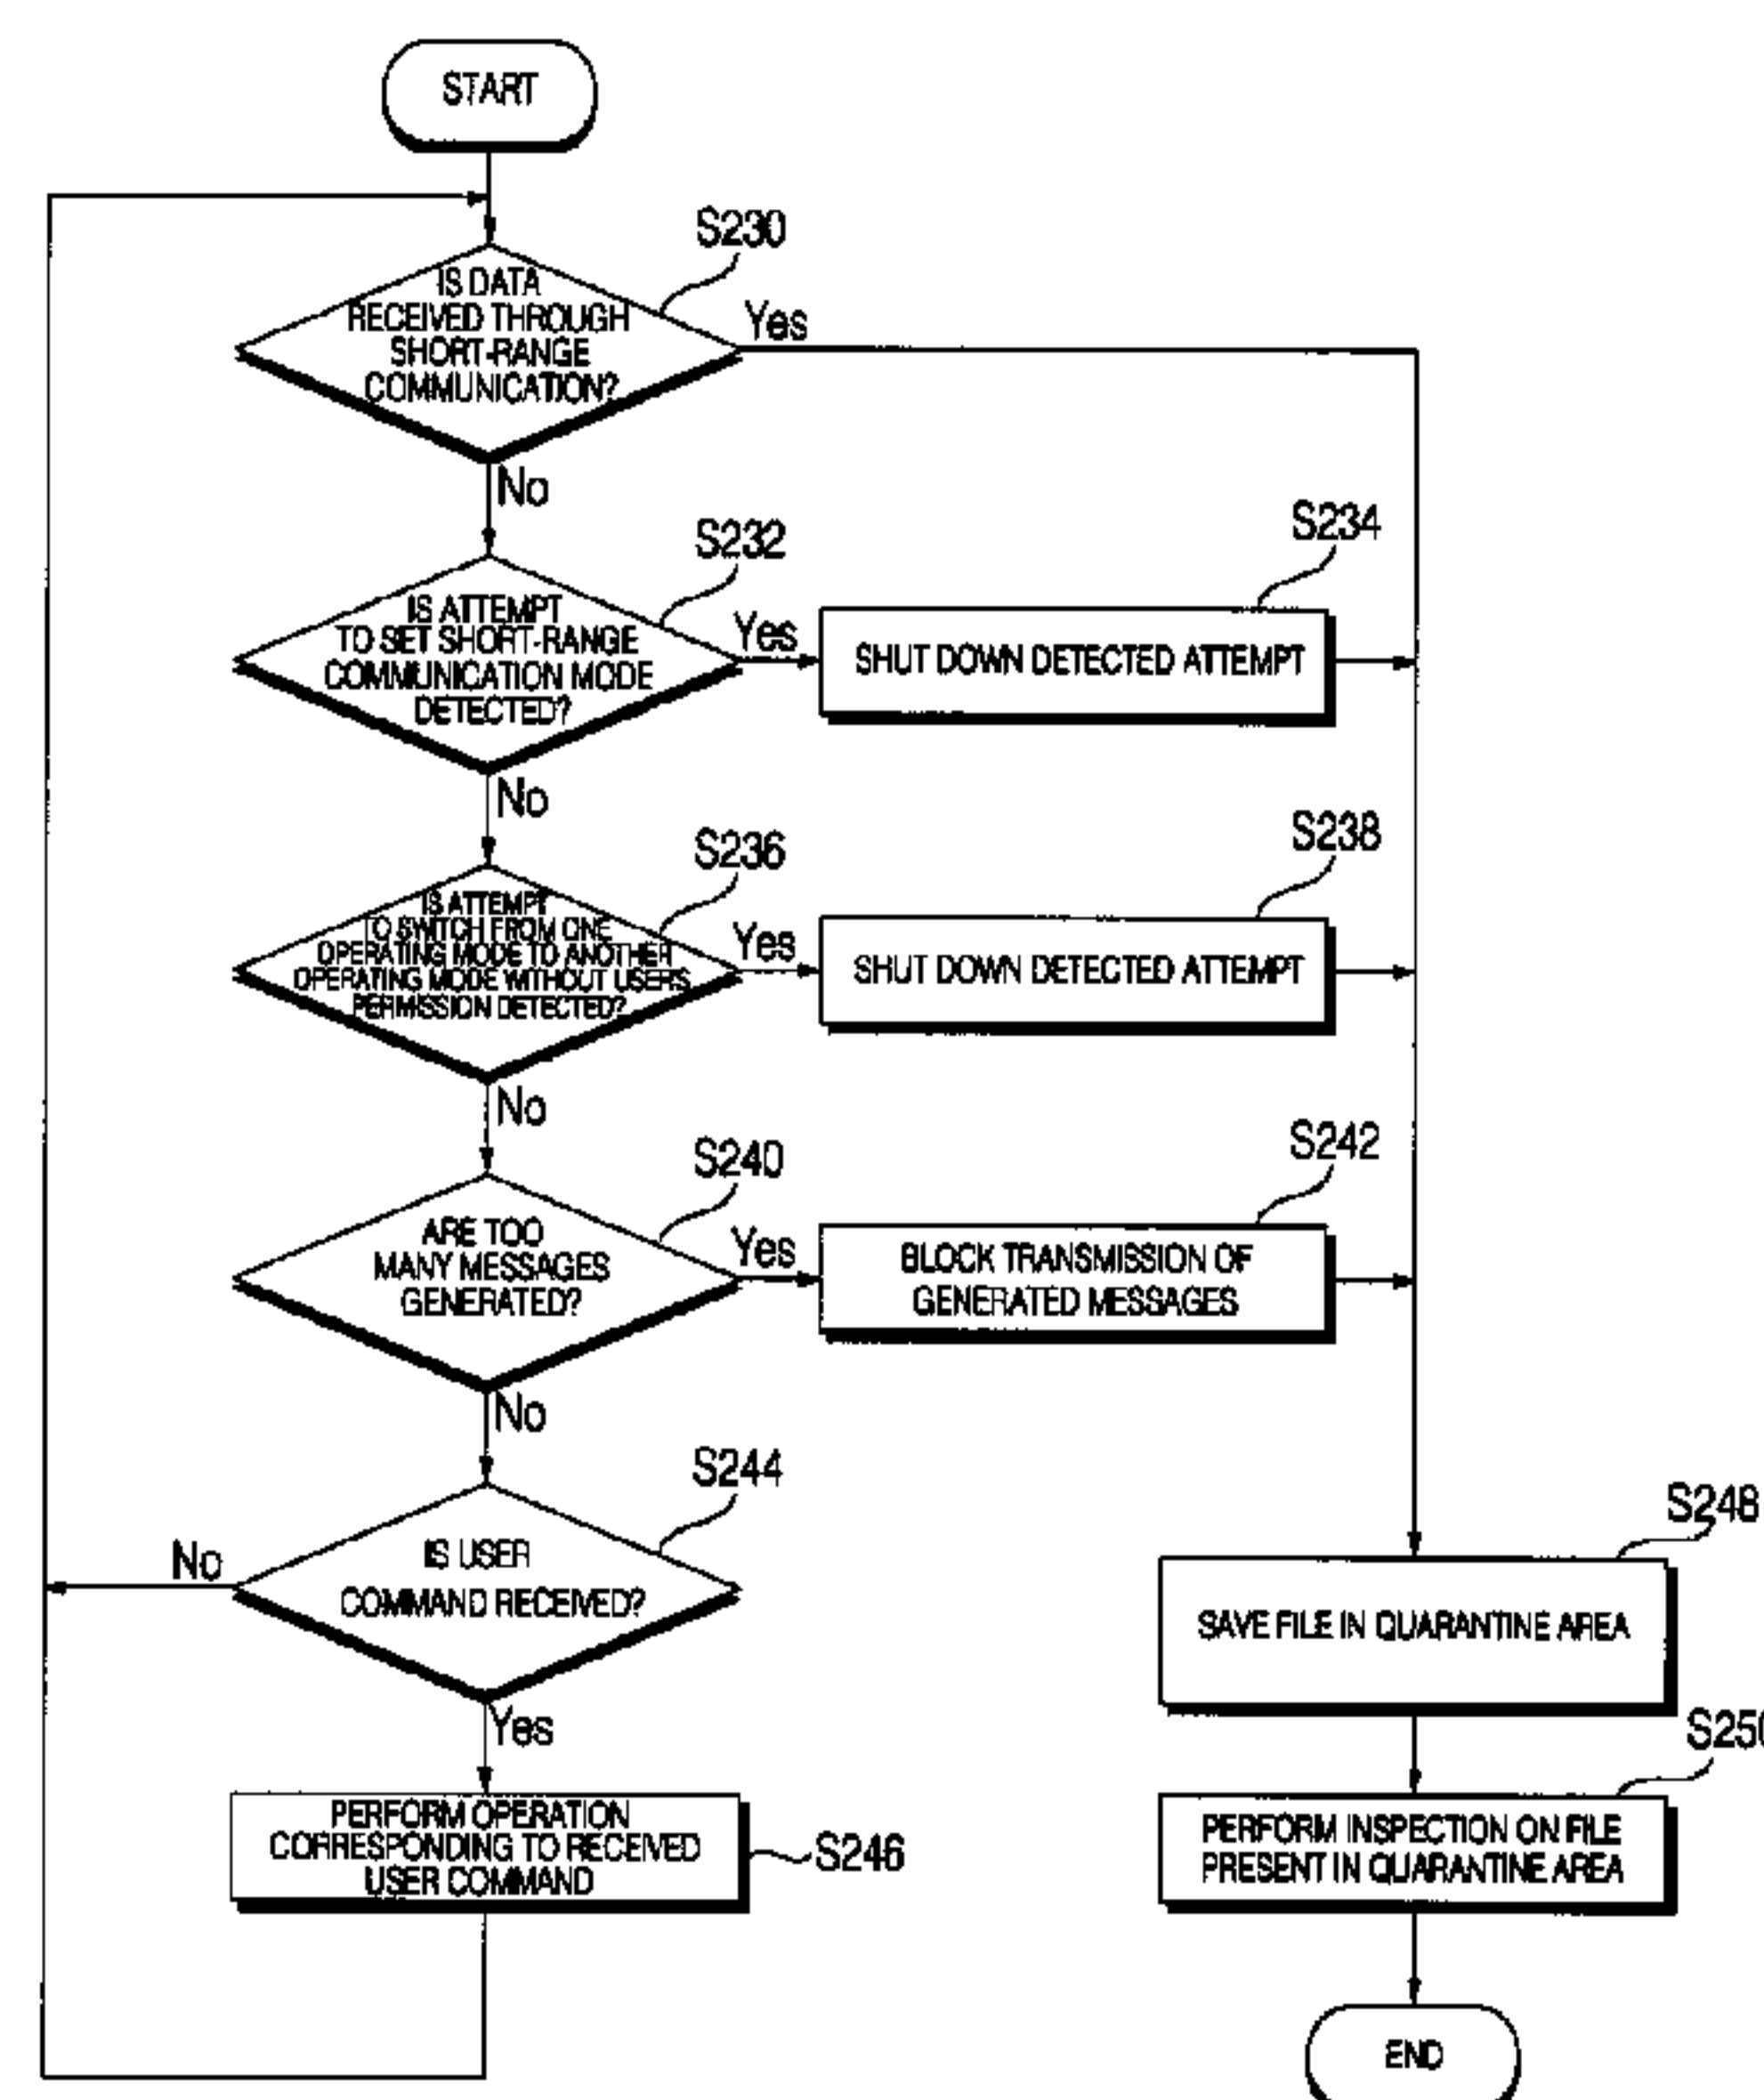 START
S230
IS DATA
RECEIVED THROUGH
SHORT-RANGE
COMMUNICATION?
Yes
No
S232
IS ATTEMPT
TO SET SHORT-RANGE
COMMUNICATION MODE
DETECTED?
Yes
S234
SHUT DOWN DETECTED ATTEMPT
No
S236
IS ATTEMPT
TO SWITCH FROM ONE
OPERATING MODE TO ANOTHER
OPERATING MODE WITHOUT USERS
PERMISSION DETECTED?
Yes
S238
SHUT DOWN DETECTED ATTEMPT
No
S240
ARE TOO
MANY MESSAGES
GENERATED?
Yes
S242
BLOCK TRANSMISSION OF
GENERATED MESSAGES
No
S244
IS USER
COMMAND RECEIVED?
No
Yes
PERFORM OPERATION
CORRESPONDING TO RECEIVED
USER COMMAND
S246
S248
SAVE FILE IN QUARANTINE AREA
S250
PERFORM INSPECTION ON FILE
PRESENT IN QUARANTINE AREA
END